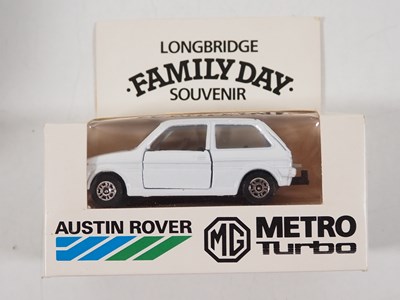 LONGBRIDGE
·FAMILY DAY·
SOUVENIR
AUSTIN ROVER
MG
METRO
Turbo